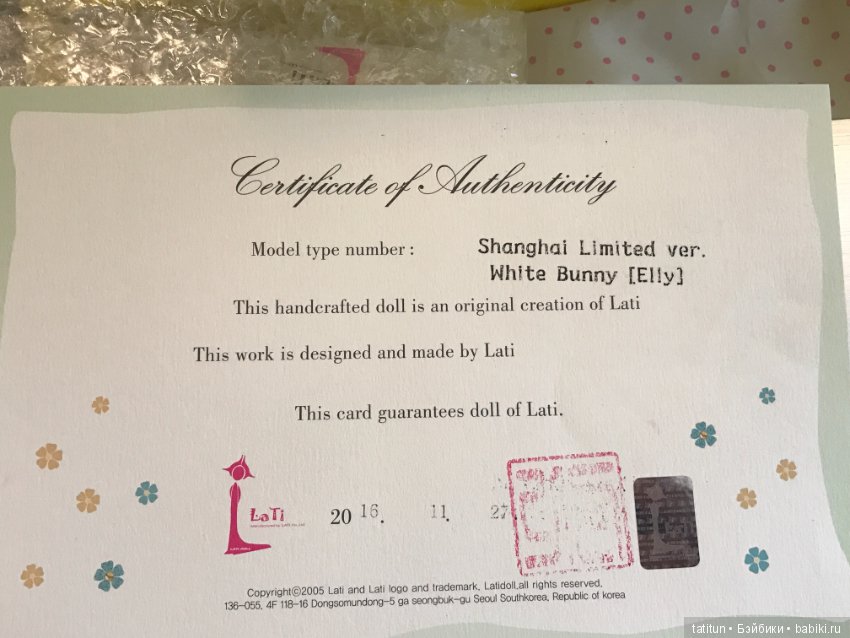 Certificate of Authenticity
Model type number : Shanghai Limited ver.
White Bunny [Elly]
This handcrafted doll is an original creation of Lati
This work is designed and made by Lati
This card guarantees doll of Lati.
LaTi
20 16. 11. 27
Copyrightⓒ2005 Lati and Lati logo and trademark, Latidoll,all rights reserved.
136-055, 4F 118-16 Dongsomundong-5 ga seongbuk-gu Seoul Southkorea, Republic of korea
tatitun • Бэйбики • babiki.ru